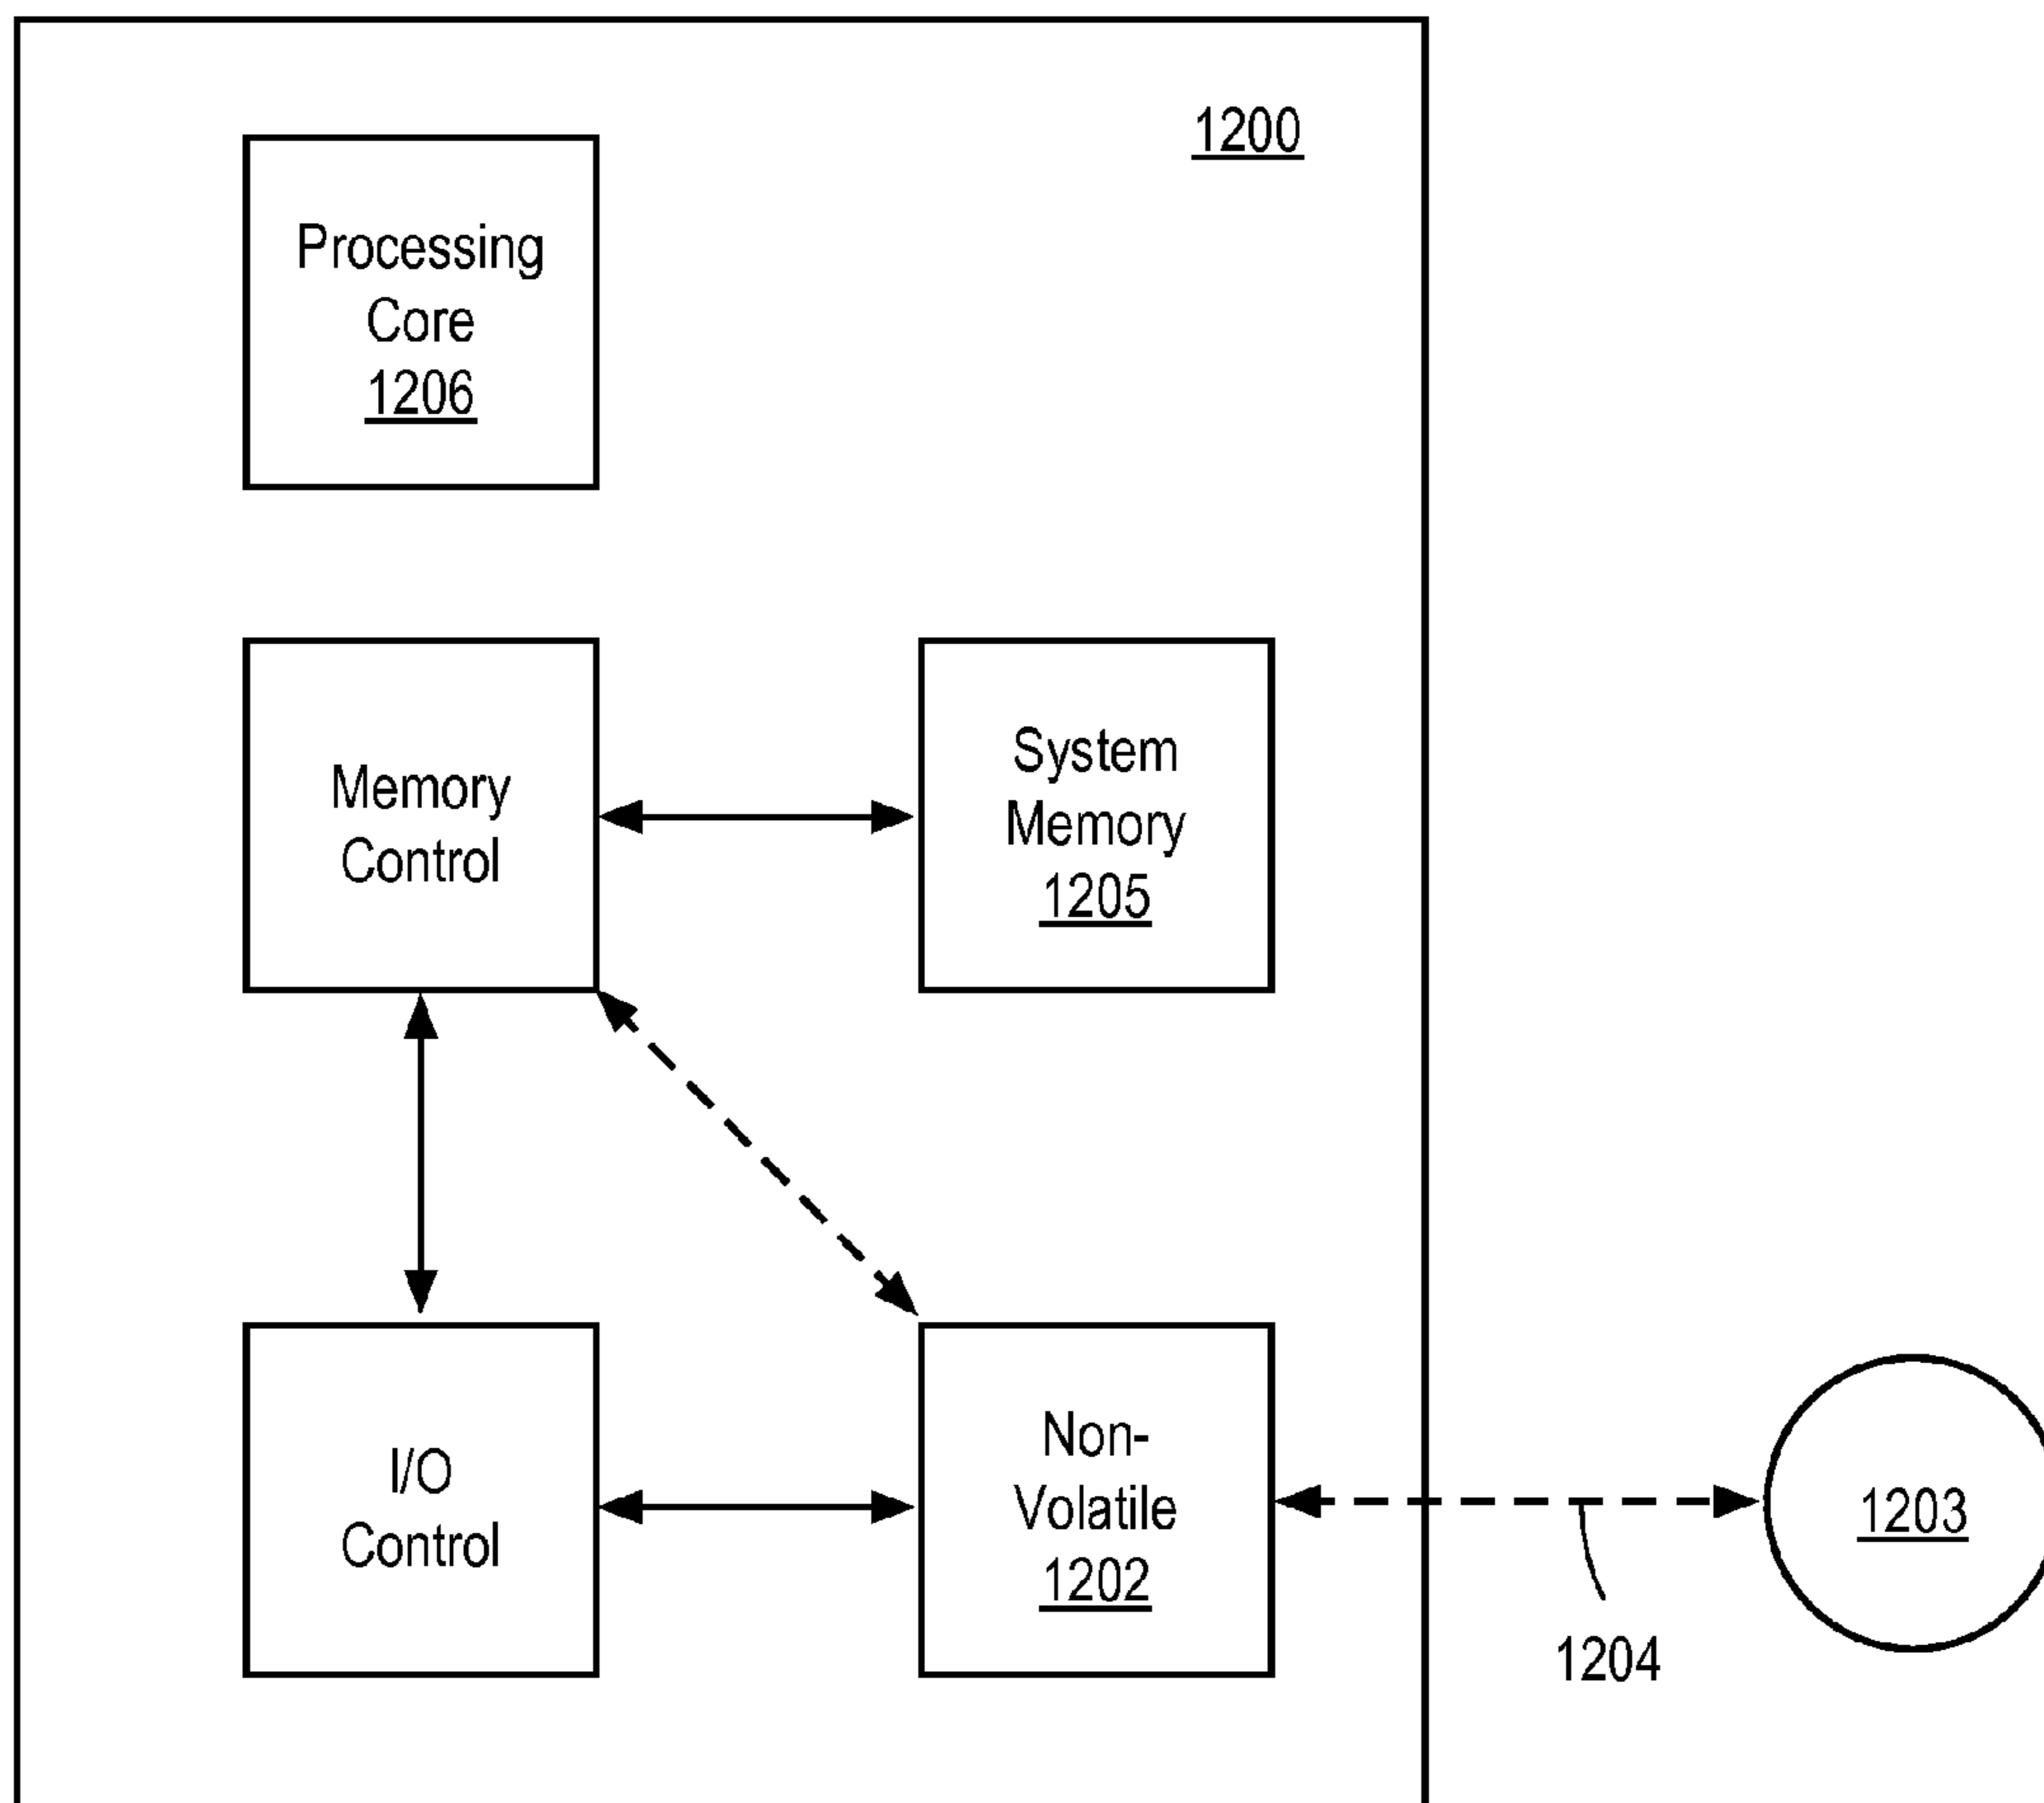 1200
Processing
Core
1206
Memory
Control
System
Memory
1205
I/O
Control
Non-
Volatile
1202
1203
1204